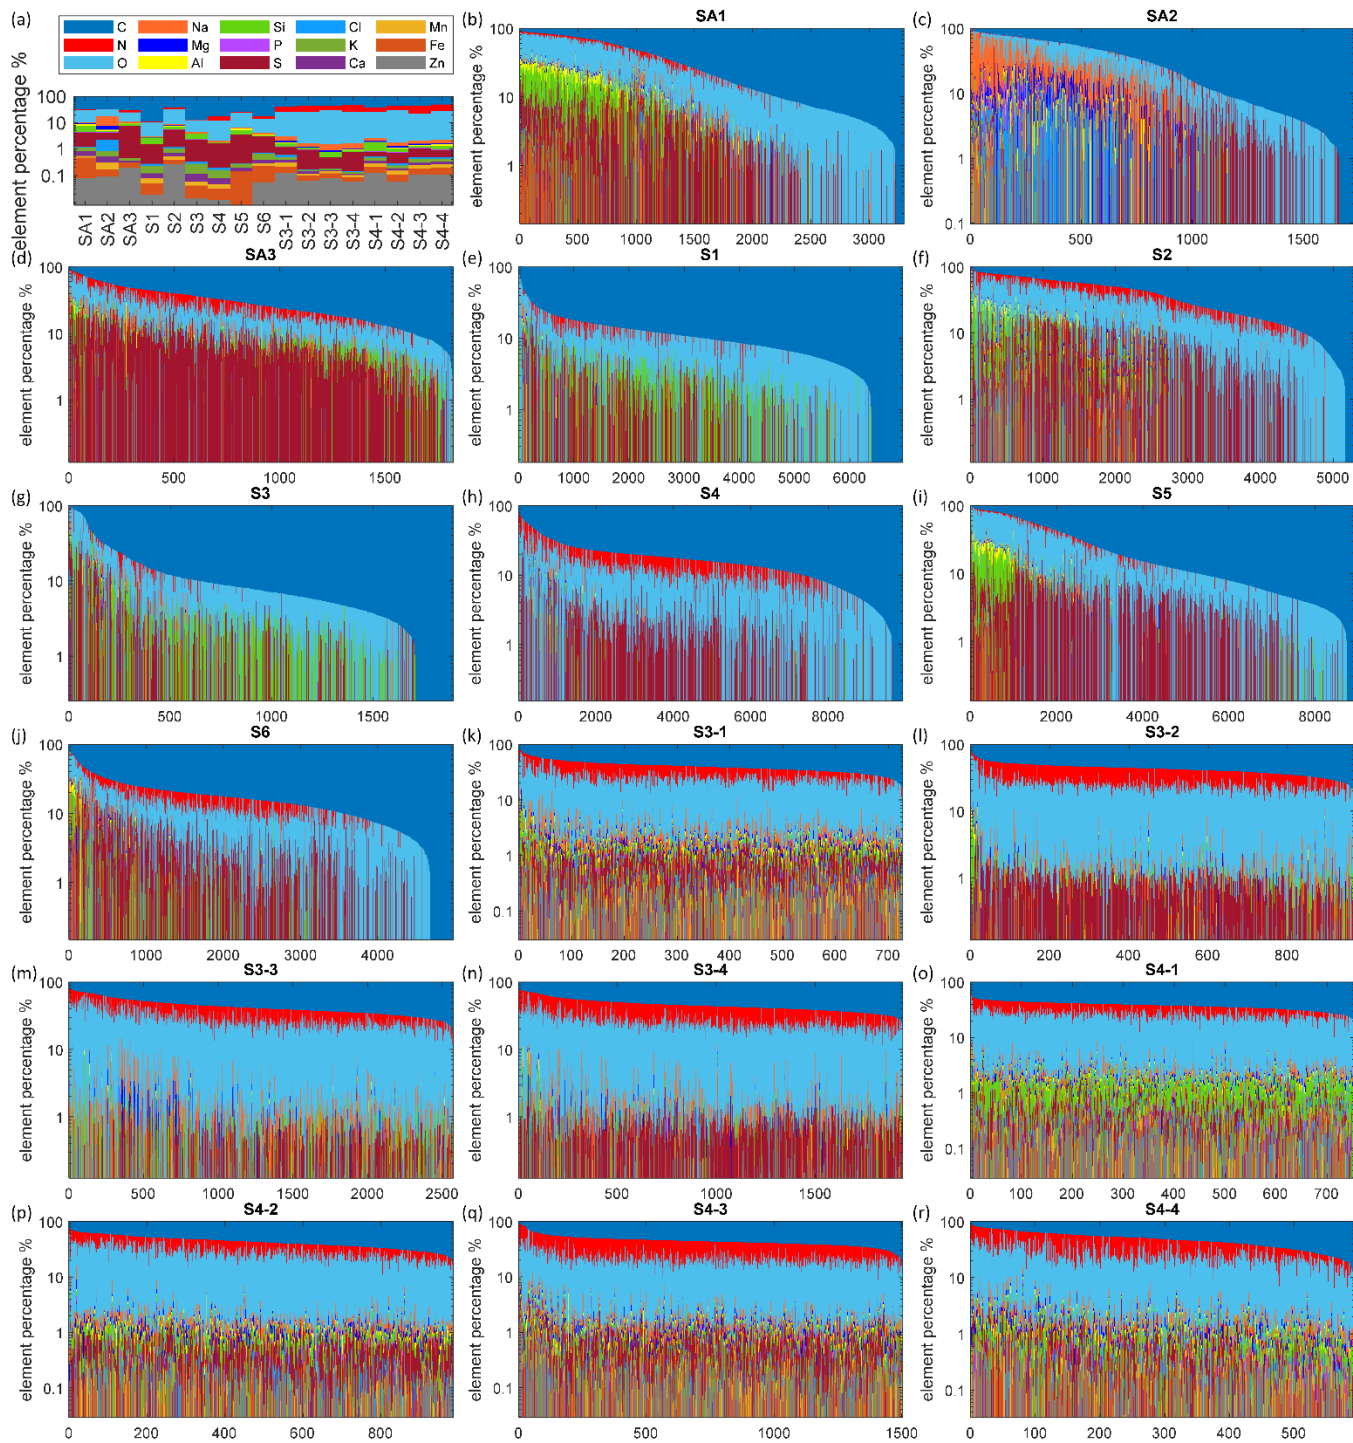 (a)
C Na Si Cl Mn
N Mg P K Fe
O Al S Ca Zn
element percentage %
100
10
1
0.1
SA1 SA2 SA3 S1 S2 S3 S4 S5 S6 S3-1 S3-2 S3-3 S3-4 S4-1 S4-2 S4-3 S4-4
(b) SA1
element percentage %
100
10
1
0 500 1000 1500 2000 2500 3000
(c) SA2
element percentage %
100
10
1
0.1
0 500 1000 1500
(d) SA3
element percentage %
100
10
1
0 500 1000 1500
(e) S1
element percentage %
100
10
1
0 1000 2000 3000 4000 5000 6000
(f) S2
element percentage %
100
10
1
0 1000 2000 3000 4000 5000
(g) S3
element percentage %
100
10
1
0 500 1000 1500
(h) S4
element percentage %
100
10
1
0 2000 4000 6000 8000
(i) S5
element percentage %
100
10
1
0 2000 4000 6000 8000
(j) S6
element percentage %
100
10
1
0 1000 2000 3000 4000
(k) S3-1
element percentage %
100
10
1
0.1
0 100 200 300 400 500 600 700
(l) S3-2
element percentage %
100
10
1
0 200 400 600 800
(m) S3-3
element percentage %
100
10
1
0 500 1000 1500 2000 2500
(n) S3-4
element percentage %
100
10
1
0 500 1000 1500
(o) S4-1
element percentage %
100
10
1
0.1
0 100 200 300 400 500 600 700
(p) S4-2
element percentage %
100
10
1
0.1
0 200 400 600 800
(q) S4-3
element percentage %
100
10
1
0.1
0 500 1000 1500
(r) S4-4
element percentage %
100
10
1
0.1
0 100 200 300 400 500